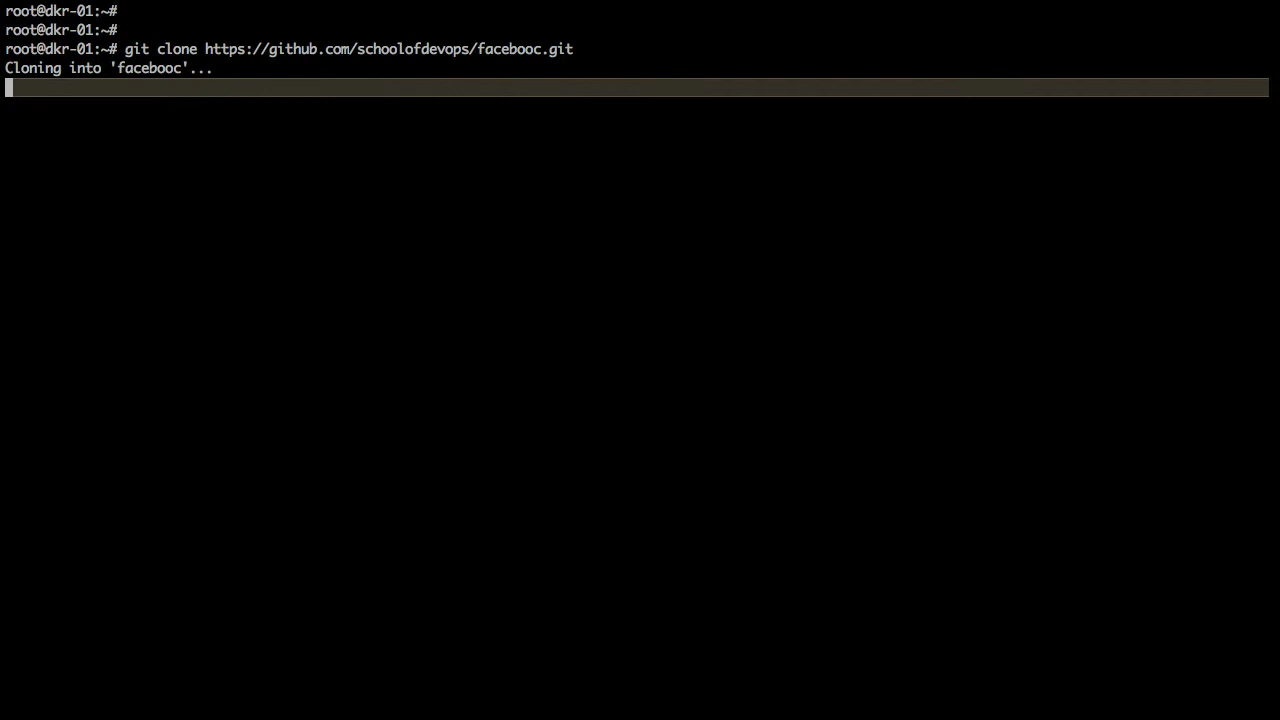 root@dkr-01:~#
root@dkr-01:~#
root@dkr-01:~# git clone https://github.com/schoolofdevops/facebooc.git
Cloning into 'facebooc'...